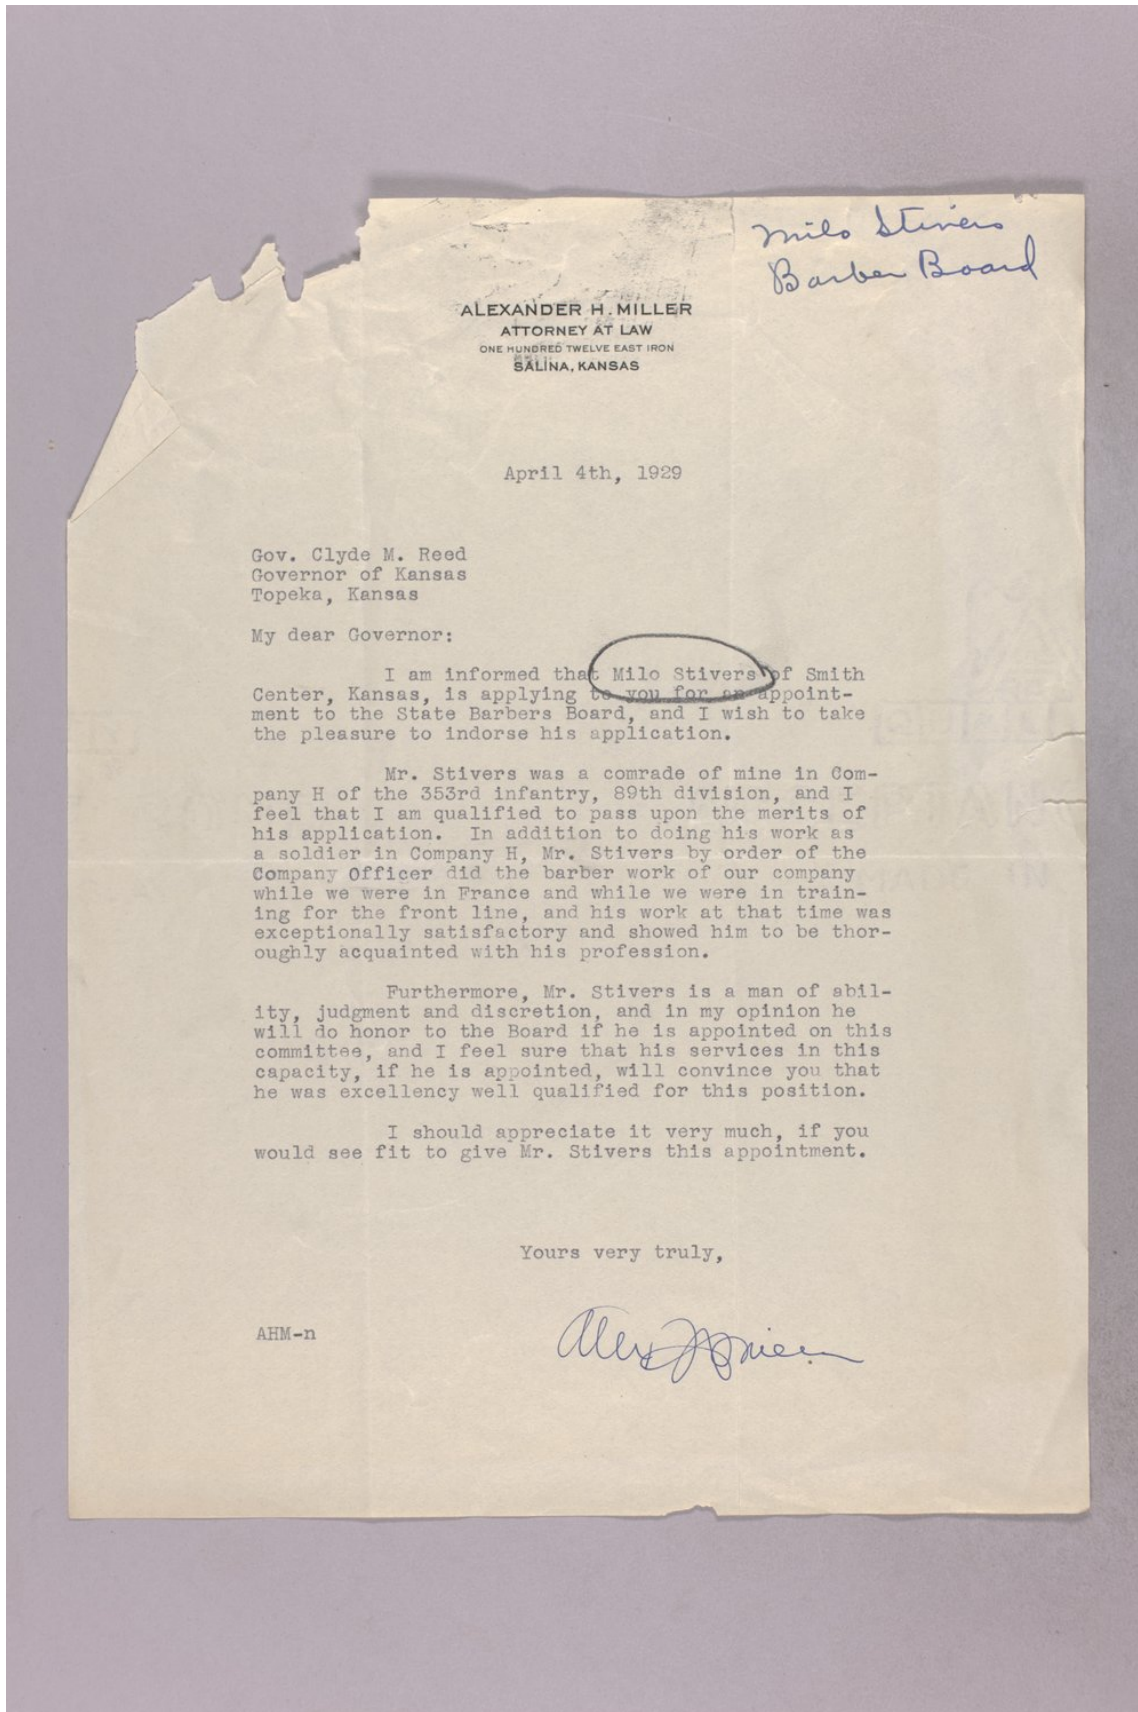 Milo Stivers
Barber Board
ALEXANDER H. MILLER
ATTORNEY AT LAW
ONE HUNDRED TWELVE EAST IRON
SALINA, KANSAS
April 4th, 1929
Gov. Clyde M. Reed
Governor of Kansas
Topeka, Kansas
My dear Governor:
I am informed that Milo Stivers of Smith
Center, Kansas, is applying to you for an appoint-
ment to the State Barbers Board, and I wish to take
the pleasure to indorse his application.
Mr. Stivers was a comrade of mine in Com-
pany H of the 353rd infantry, 89th division, and I
feel that I am qualified to pass upon the merits of
his application.  In addition to doing his work as
a soldier in Company H, Mr. Stivers by order of the
Company Officer did the barber work of our company
while we were in France and while we were in train-
ing for the front line, and his work at that time was
exceptionally satisfactory and showed him to be thor-
oughly acquainted with his profession.
Furthermore, Mr. Stivers is a man of abil-
ity, judgment and discretion, and in my opinion he
will do honor to the Board if he is appointed on this
committee, and I feel sure that his services in this
capacity, if he is appointed, will convince you that
he was excellency well qualified for this position.
I should appreciate it very much, if you
would see fit to give Mr. Stivers this appointment.
Yours very truly,
AHM-n
Alex H Miller